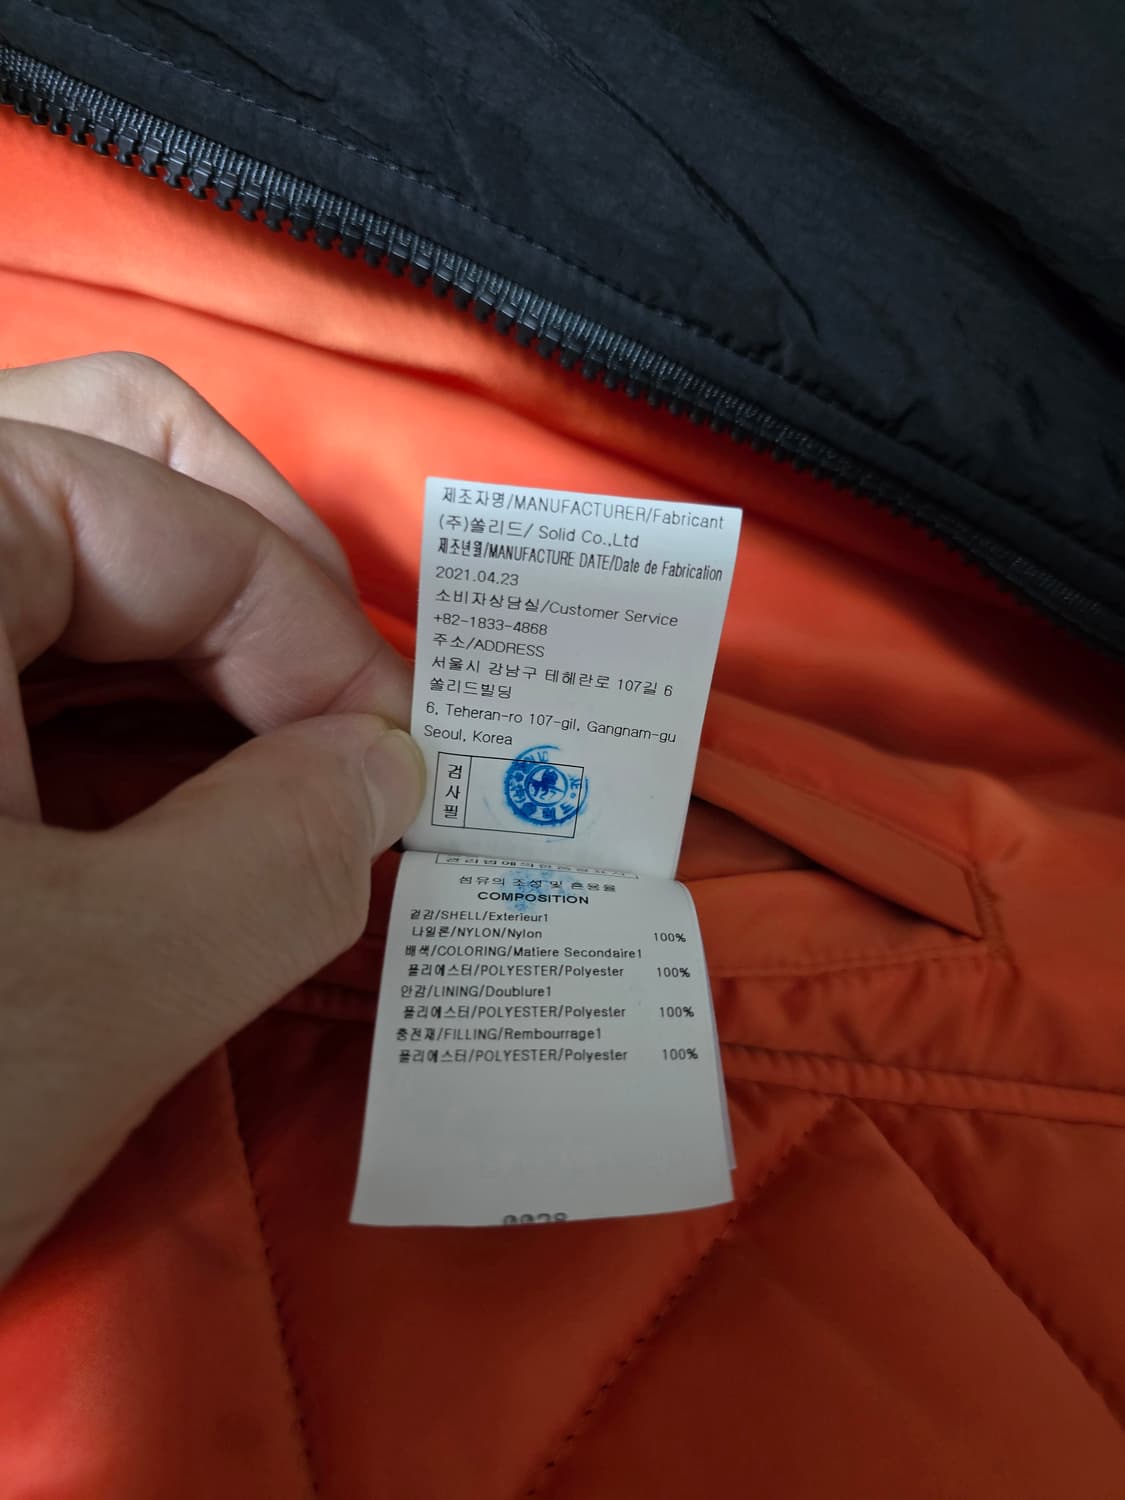 제조자명/MANUFACTURER/Fabricant
(주)쏠리드/ Solid Co.,Ltd
제조년월/MANUFACTURE DATE/Date de Fabrication
2021.04.23
소비자상담실/Customer Service
+82-1833-4868
주소/ADDRESS
서울시 강남구 테헤란로 107길 6
쏠리드빌딩
6, Teheran-ro 107-gil, Gangnam-gu
Seoul, Korea
검사필
섬유의 조성 및 혼용율
COMPOSITION
겉감/SHELL/Exterieur1
나일론/NYLON/Nylon 100%
배색/COLORING/Matiere Secondaire1
폴리에스터/POLYESTER/Polyester 100%
안감/LINING/Doublure1
폴리에스터/POLYESTER/Polyester 100%
충전재/FILLING/Rembourrage1
폴리에스터/POLYESTER/Polyester 100%